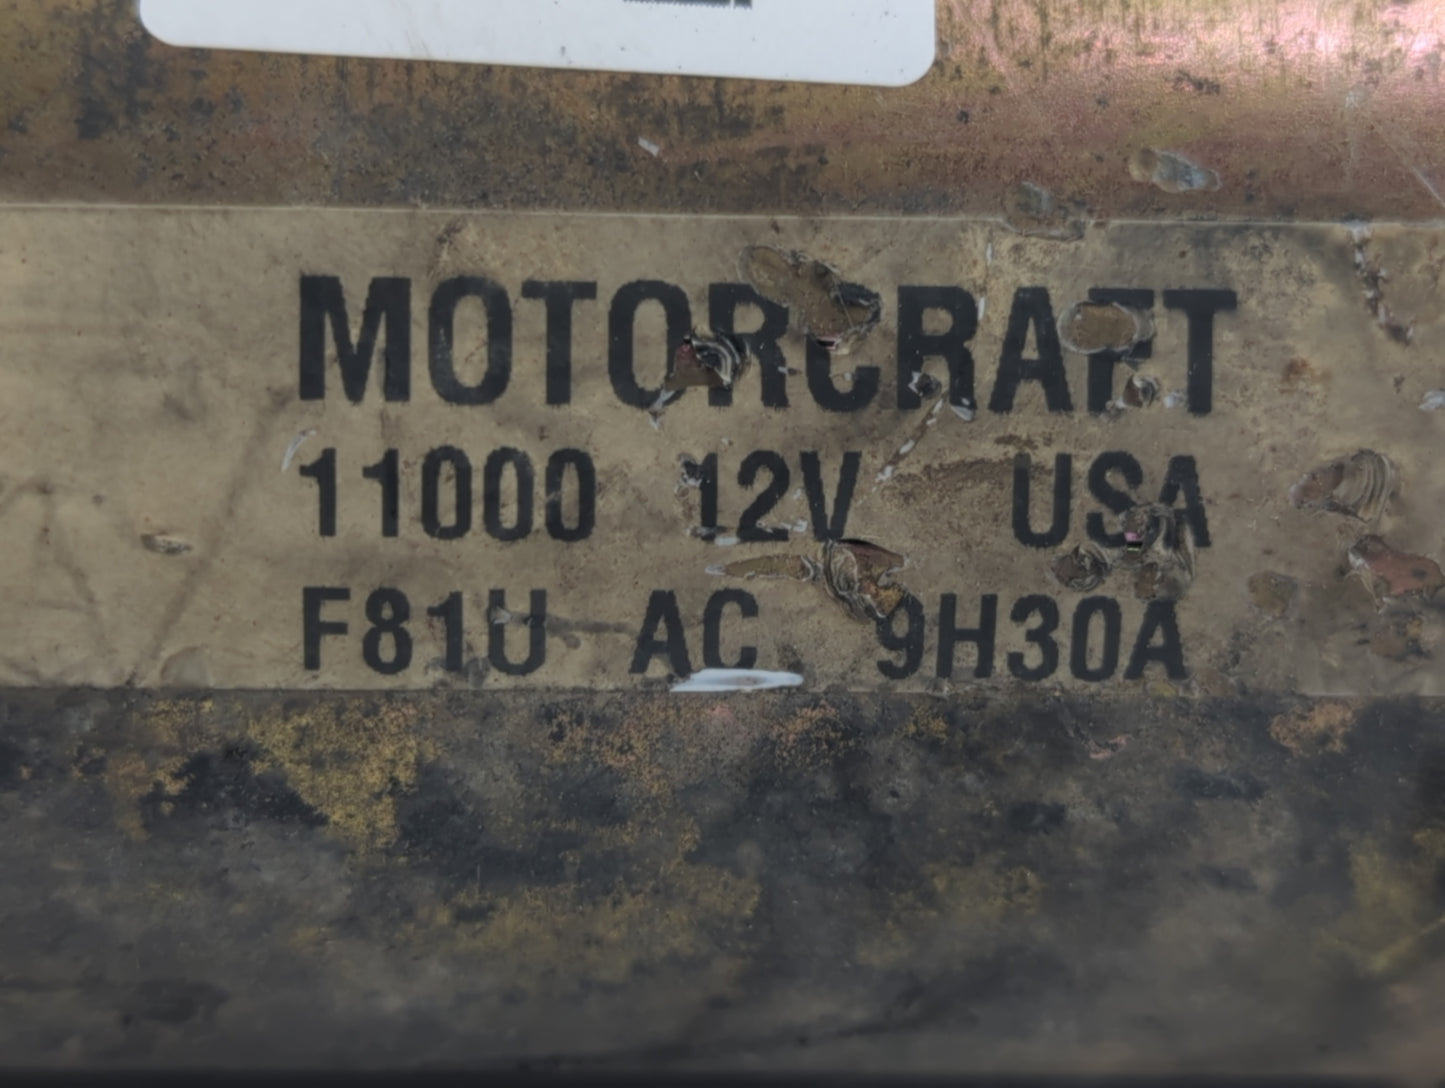 MOTORCRAFT
11000 12V USA
F81U AC 9H30A